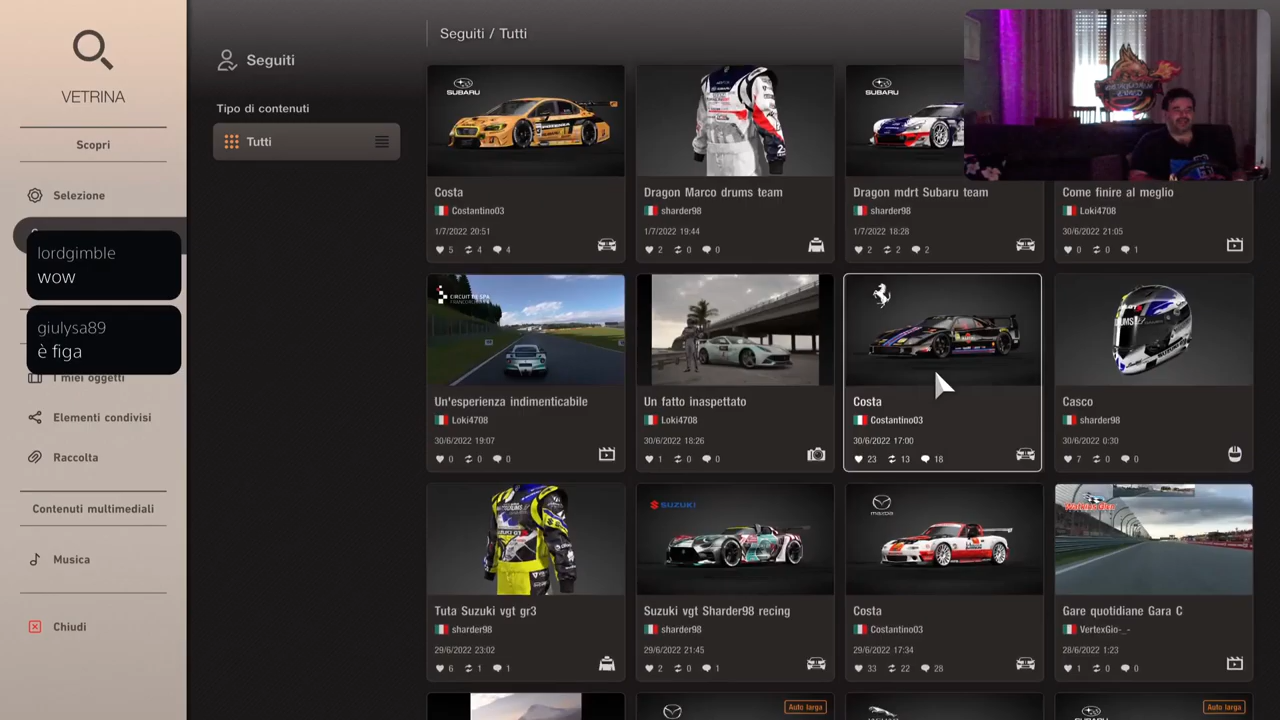 VETRINA
Scopri
Selezione
lordgimble
wow
giulysa89
è figa
I miei oggetti
Elementi condivisi
Raccolta
Contenuti multimediali
Musica
Chiudi
Seguiti
Tipo di contenuti
Tutti
Seguiti / Tutti
SUBARU
Costa
Costantino03
1/7/2022 20:51
5 4 4
Dragon Marco drums team
sharder98
1/7/2022 19:44
2 0 0
SUBARU
Dragon mdrt Subaru team
sharder98
1/7/2022 18:28
2 2 2
Come finire al meglio
Loki4708
30/6/2022 21:05
0 0 1
CIRCUIT DE SPA
FRANCORCHAMPS
Un'esperienza indimenticabile
Loki4708
30/6/2022 19:07
0 0 0
Un fatto inaspettato
Loki4708
30/6/2022 18:26
1 0 0
Costa
Costantino03
30/6/2022 17:00
23 13 18
Casco
sharder98
30/6/2022 0:30
7 0 0
Tuta Suzuki vgt gr3
sharder98
29/6/2022 23:02
6 1 1
SUZUKI
Suzuki vgt Sharder98 recing
sharder98
29/6/2022 21:45
2 0 1
mazda
Costa
Costantino03
29/6/2022 17:34
33 22 28
Watkins Glen
Gare quotidiane Gara C
VertexGio-_-
28/6/2022 1:23
1 0 0
Auto larga
Auto larga